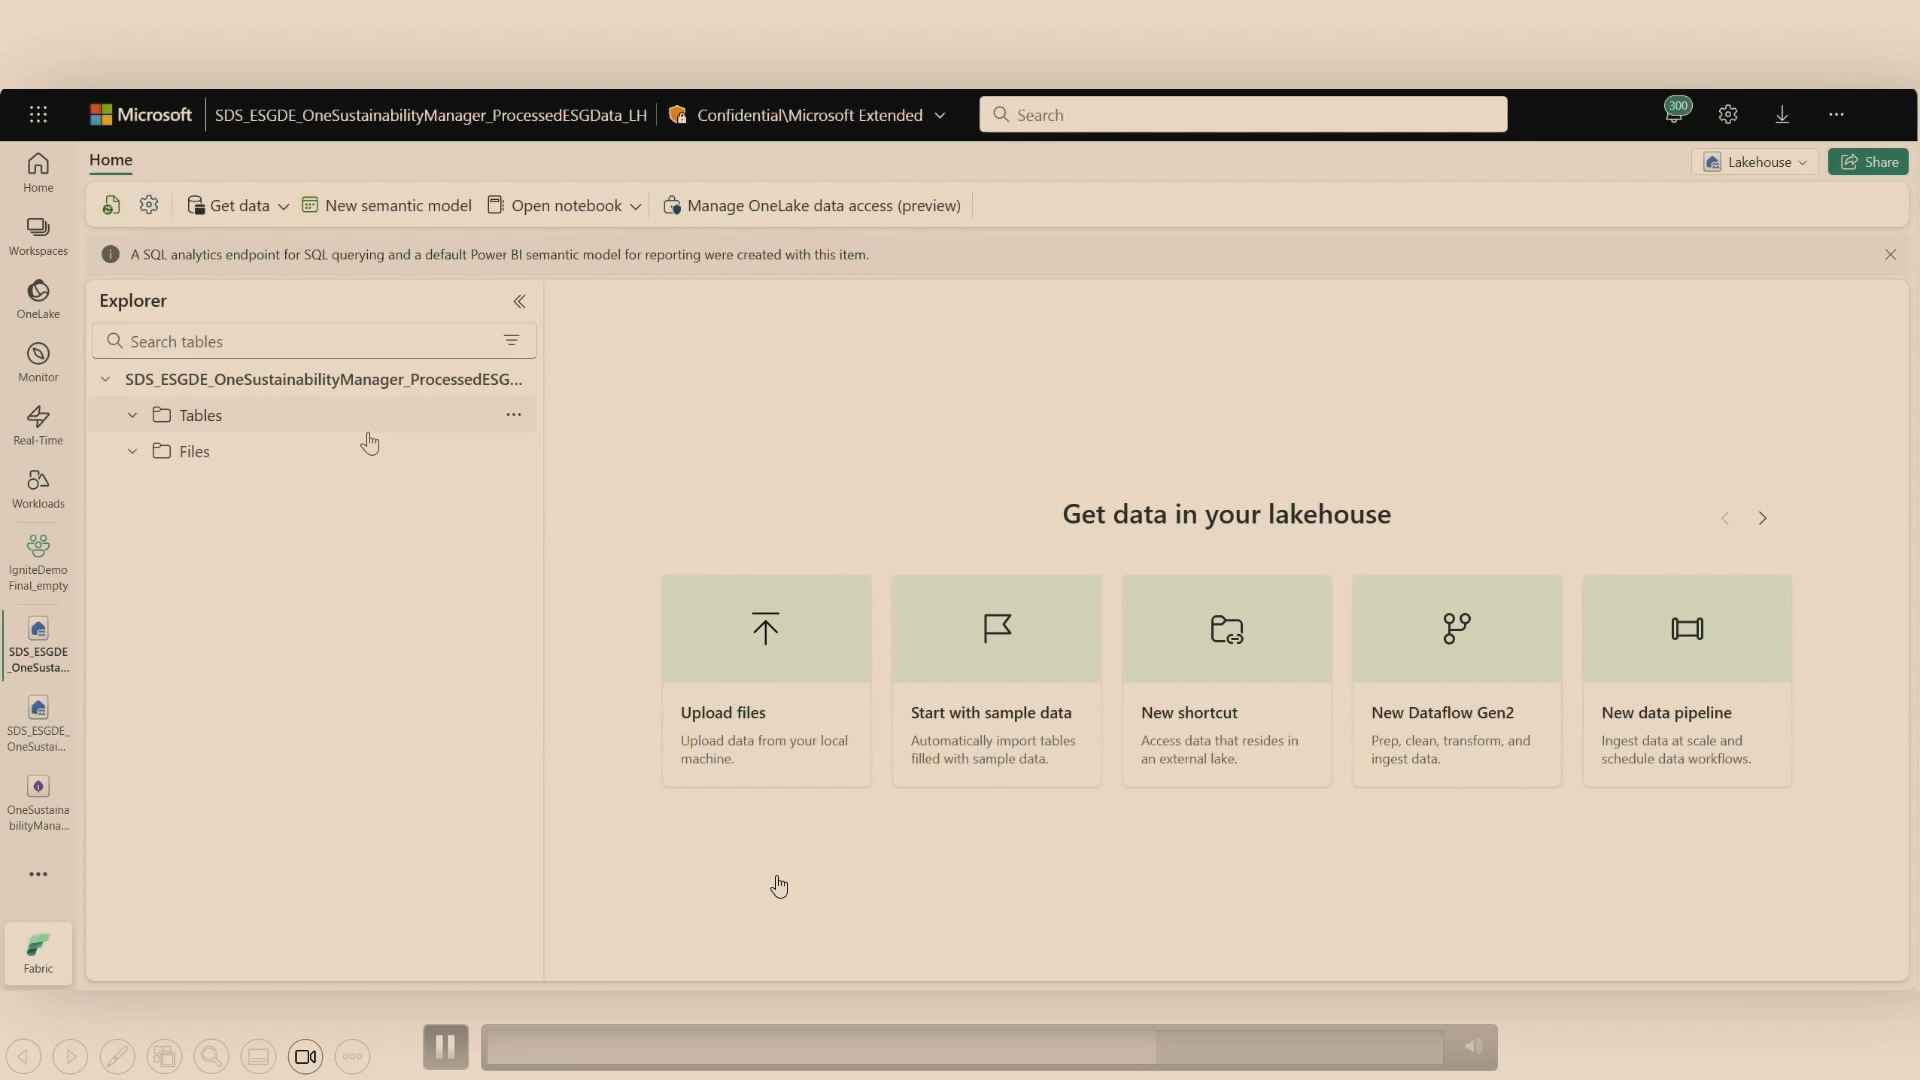 Microsoft
SDS_ESGDE_OneSustainabilityManager_ProcessedESGData_LH
Confidential\Microsoft Extended
Search
300
Home
Lakehouse
Share
Get data
New semantic model
Open notebook
Manage OneLake data access (preview)
A SQL analytics endpoint for SQL querying and a default Power BI semantic model for reporting were created with this item.
Home
Workspaces
OneLake
Monitor
Real-Time
Workloads
IgniteDemo
Final_empty
SDS_ESGDE
_OneSusta...
SDS_ESGDE_
OneSustai...
OneSustaina
bilityMana...
Fabric
Explorer
Search tables
SDS_ESGDE_OneSustainabilityManager_ProcessedESG...
Tables
Files
Get data in your lakehouse
Upload files
Upload data from your local
machine.
Start with sample data
Automatically import tables
filled with sample data.
New shortcut
Access data that resides in
an external lake.
New Dataflow Gen2
Prep, clean, transform, and
ingest data.
New data pipeline
Ingest data at scale and
schedule data workflows.